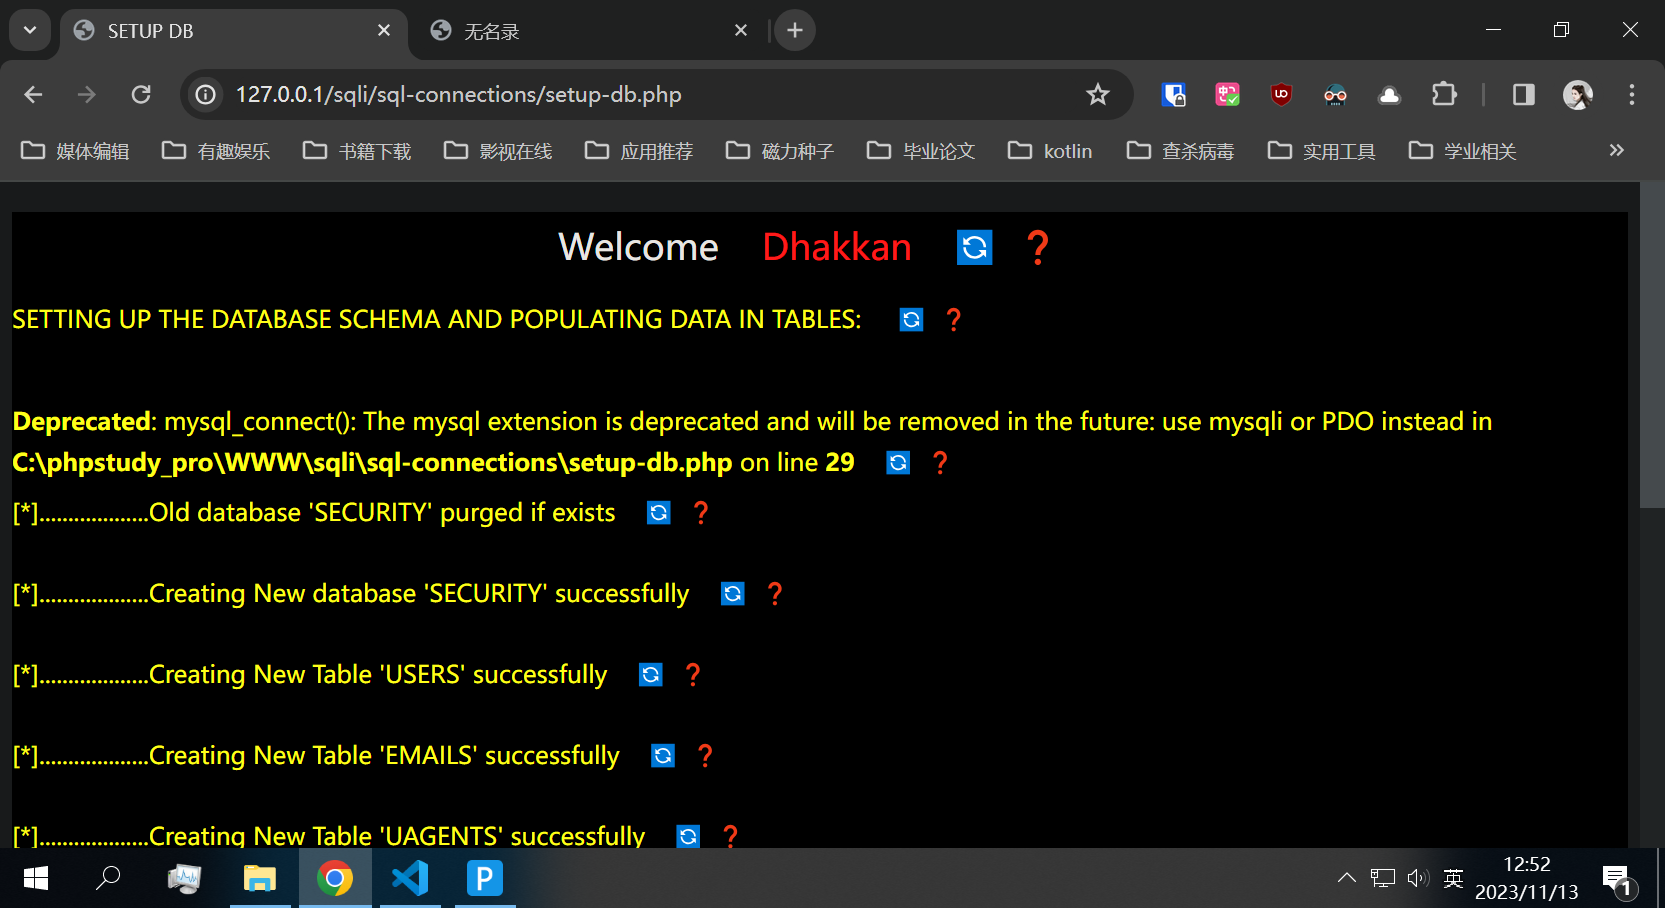 SETUP DB
无名录
127.0.0.1/sqli/sql-connections/setup-db.php
媒体编辑 有趣娱乐 书籍下载 影视在线 应用推荐 磁力种子 毕业论文 kotlin 查杀病毒 实用工具 学业相关
Welcome Dhakkan
SETTING UP THE DATABASE SCHEMA AND POPULATING DATA IN TABLES:
Deprecated: mysql_connect(): The mysql extension is deprecated and will be removed in the future: use mysqli or PDO instead in
C:\phpstudy_pro\WWW\sqli\sql-connections\setup-db.php on line 29
[*]...................Old database 'SECURITY' purged if exists
[*]...................Creating New database 'SECURITY' successfully
[*]...................Creating New Table 'USERS' successfully
[*]...................Creating New Table 'EMAILS' successfully
[*]...................Creating New Table 'UAGENTS' successfully
P
英
12:52
2023/11/13
1